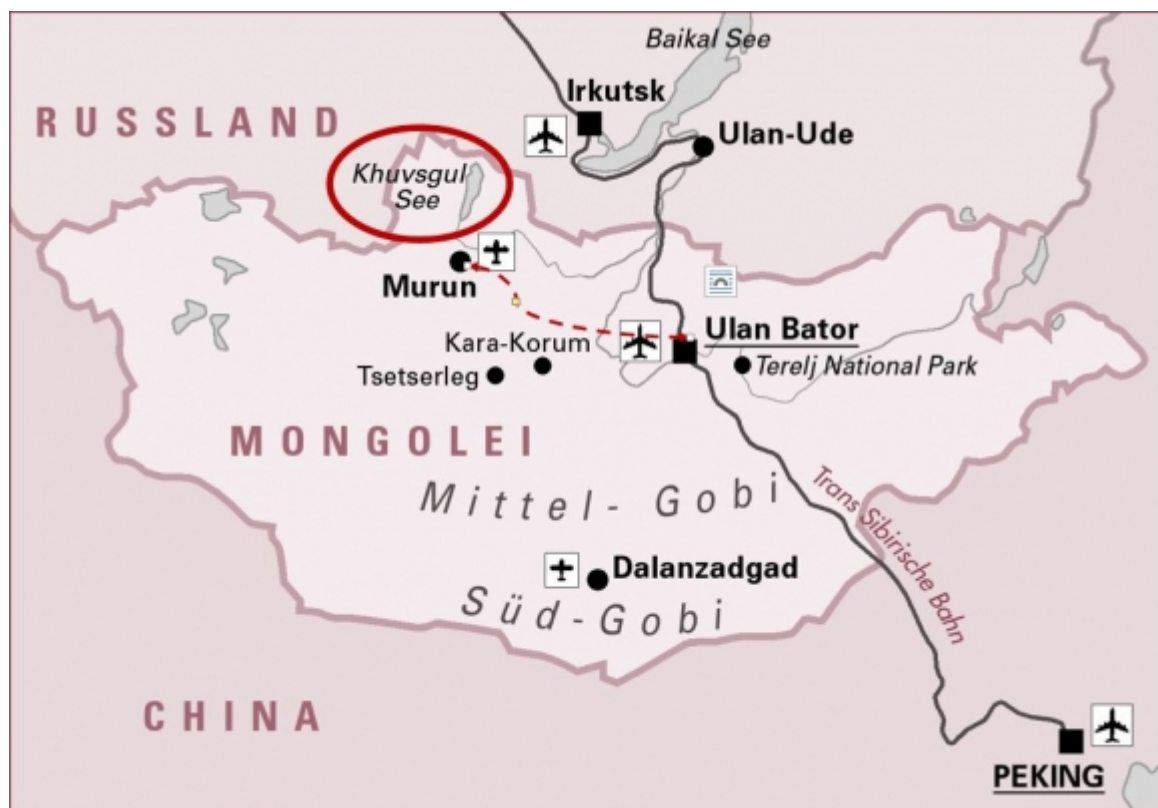 Baikal See
Irkutsk
RUSSLAND
Ulan-Ude
Khuvsgul
See
Murun
Ulan Bator
Kara-Korum
Terelj National Park
Tsetserleg
MONGOLEI
Mittel- Gobi
Trans Sibirische Bahn
Dalanzadgad
Süd-Gobi
CHINA
PEKING